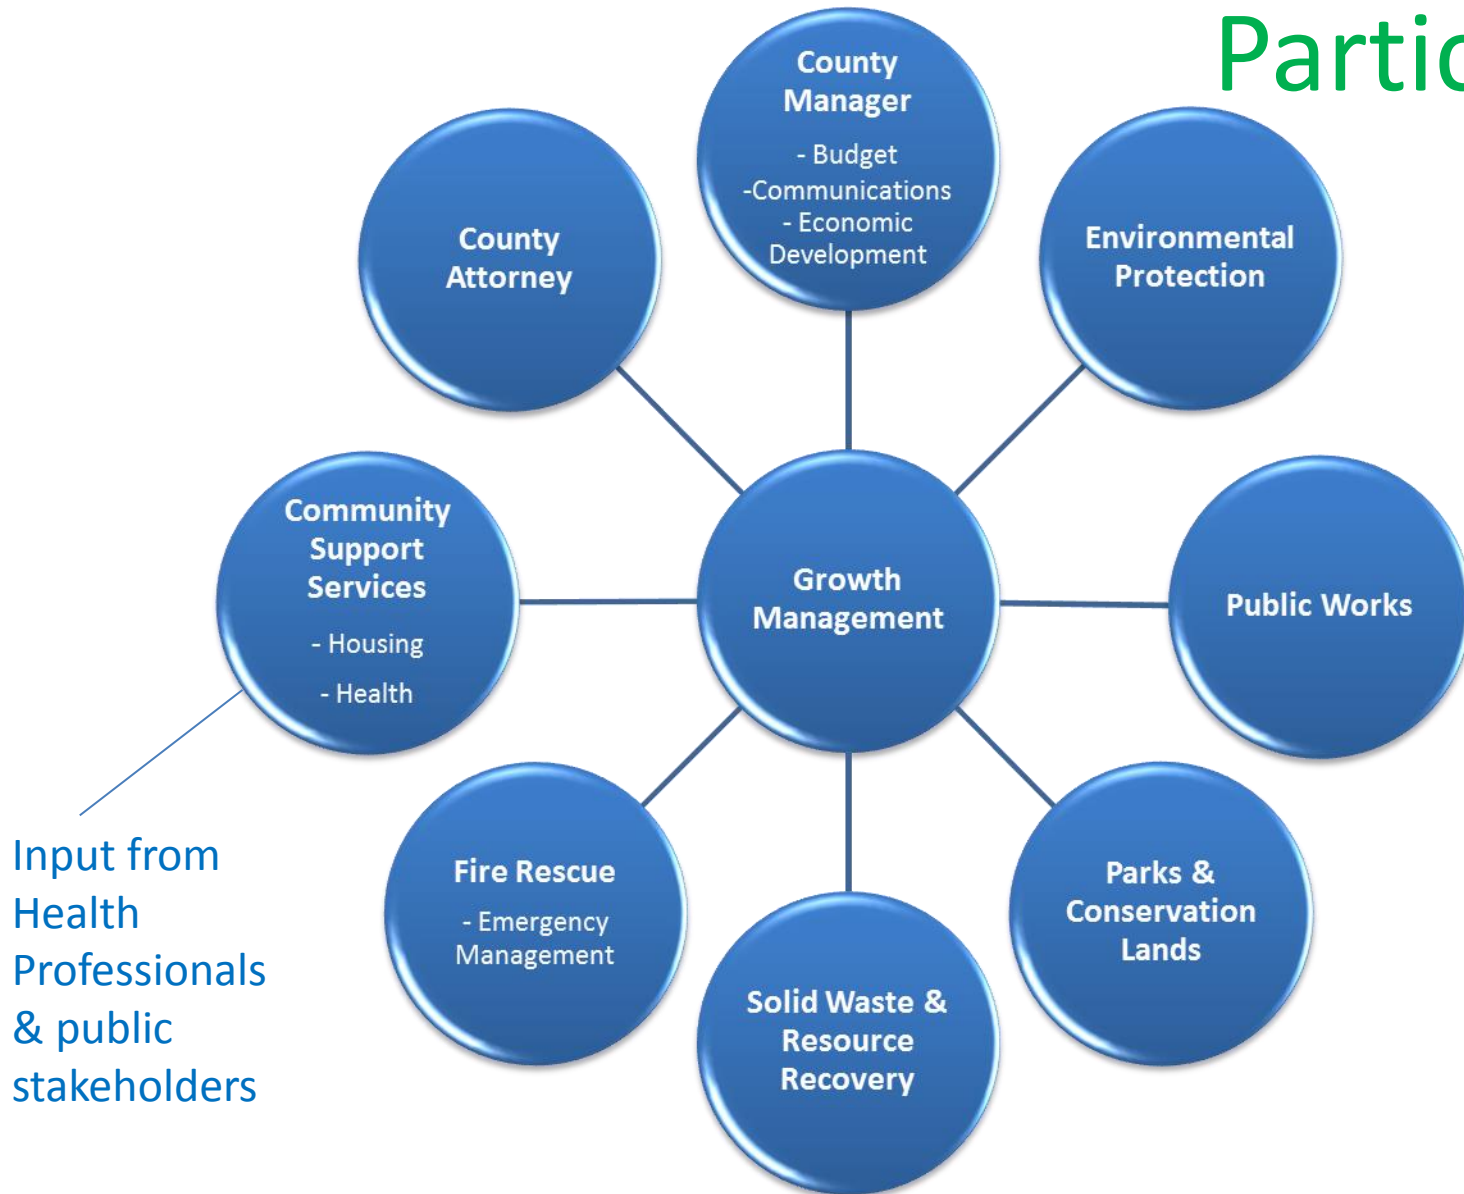 Partic
County
Manager
- Budget
-Communications
- Economic
Development
County
Attorney
Environmental
Protection
Community
Support
Services
- Housing
- Health
Growth
Management
Public Works
Input from
Health
Professionals
& public
stakeholders
Fire Rescue
- Emergency
Management
Parks &
Conservation
Lands
Solid Waste &
Resource
Recovery